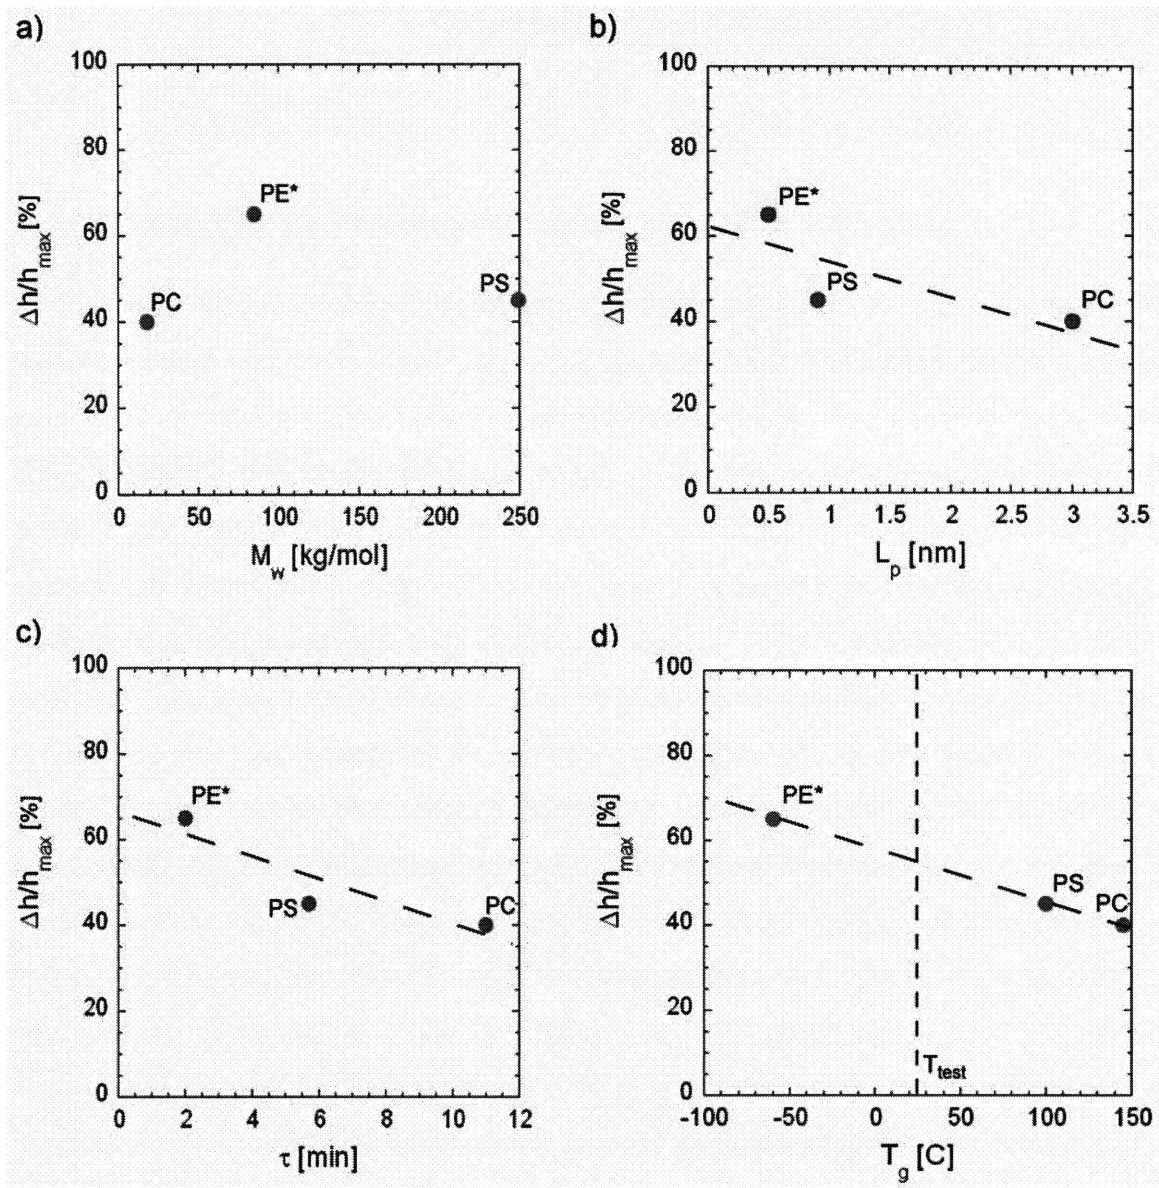 a)
100
80
60
40
20
0
Δh/h_max [%]
PE*
PC
PS
0 50 100 150 200 250
M_w [kg/mol]
b)
100
80
60
40
20
0
Δh/h_max [%]
PE*
PS
PC
0 0.5 1 1.5 2 2.5 3 3.5
L_p [nm]
c)
100
80
60
40
20
0
Δh/h_max [%]
PE*
PS
PC
0 2 4 6 8 10 12
τ [min]
d)
100
80
60
40
20
0
Δh/h_max [%]
PE*
PS
PC
T_test
-100 -50 0 50 100 150
T_g [C]